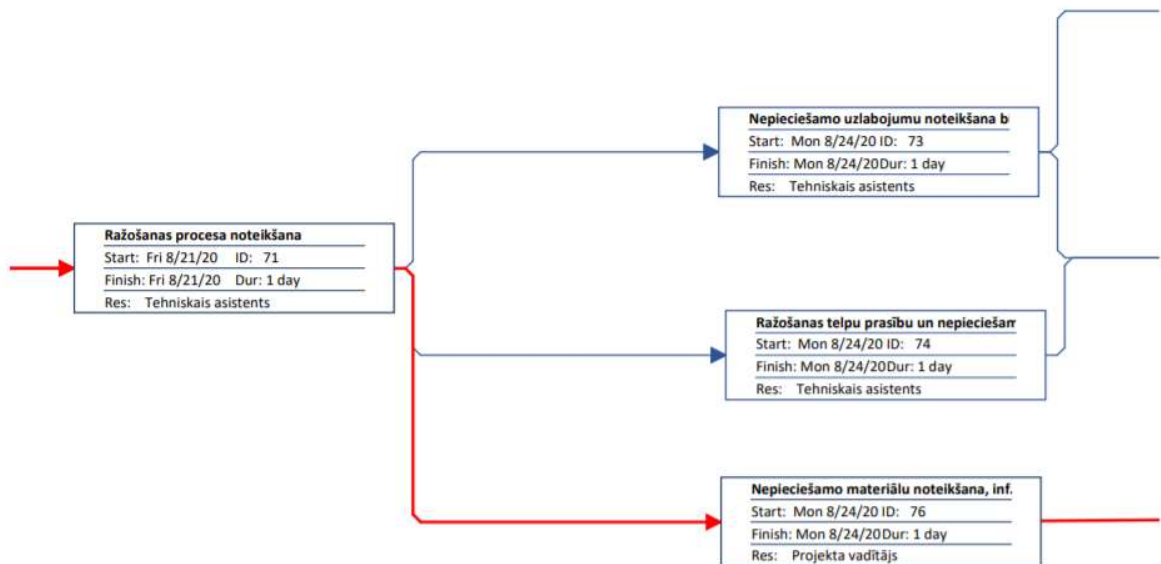 Nepieciešamo uzlabojumu noteikšana b
Start: Mon 8/24/20 ID: 73
Finish: Mon 8/24/20 Dur: 1 day
Res: Tehniskais asistents
Ražošanas procesa noteikšana
Start: Fri 8/21/20 ID: 71
Finish: Fri 8/21/20 Dur: 1 day
Res: Tehniskais asistents
Ražošanas telpu prasību un nepieciešam
Start: Mon 8/24/20 ID: 74
Finish: Mon 8/24/20 Dur: 1 day
Res: Tehniskais asistents
Nepieciešamo materiālu noteikšana, inf.
Start: Mon 8/24/20 ID: 76
Finish: Mon 8/24/20 Dur: 1 day
Res: Projekta vadītājs